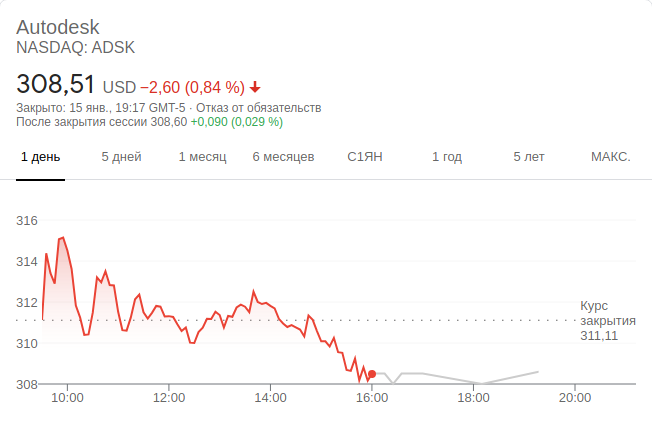 Autodesk
NASDAQ: ADSK
308,51 USD −2,60 (0,84 %)
Закрыто: 15 янв., 19:17 GMT-5 · Отказ от обязательств
После закрытия сессии 308,60 +0,090 (0,029 %)
1 день 5 дней 1 месяц 6 месяцев С1ЯН 1 год 5 лет МАКС.
316
314
312
310
308
Курс
закрытия
311,11
10:00 12:00 14:00 16:00 18:00 20:00